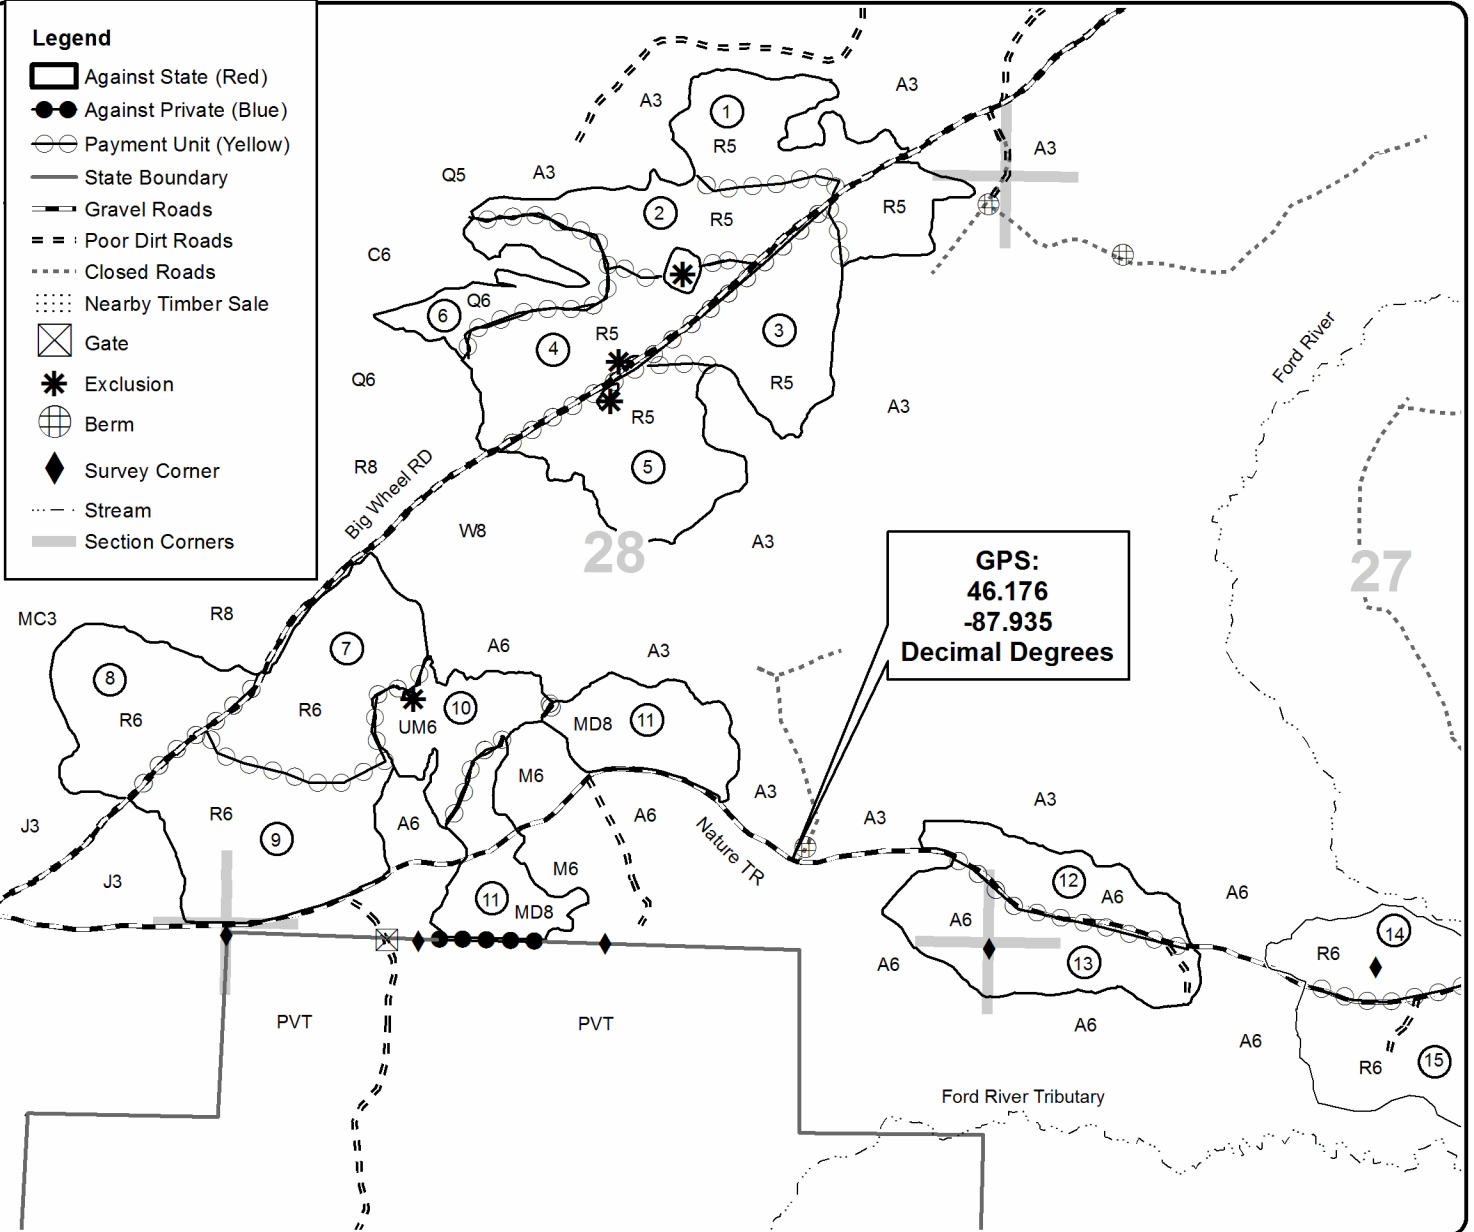 Legend
Against State (Red)
Against Private (Blue)
Payment Unit (Yellow)
State Boundary
Gravel Roads
Poor Dirt Roads
Closed Roads
Nearby Timber Sale
Gate
Exclusion
Berm
Survey Corner
Stream
Section Corners
A3
A3
1
R5
A3
Q5
A3
2
R5
R5
C6
Q6
6
4
R5
3
Q6
R5
R5
A3
Ford River
R8
5
Big Wheel RD
W8
28
A3
27
GPS:
46.176
-87.935
Decimal Degrees
MC3
R8
7
A6
A3
8
R6
R6
10
UM6
MD8
11
M6
A3
A6
A3
A3
J3
R6
9
A6
Nature TR
J3
M6
11
MD8
12
A6
A6
A6
13
A6
14
R6
PVT
PVT
A6
A6
R6
15
Ford River Tributary